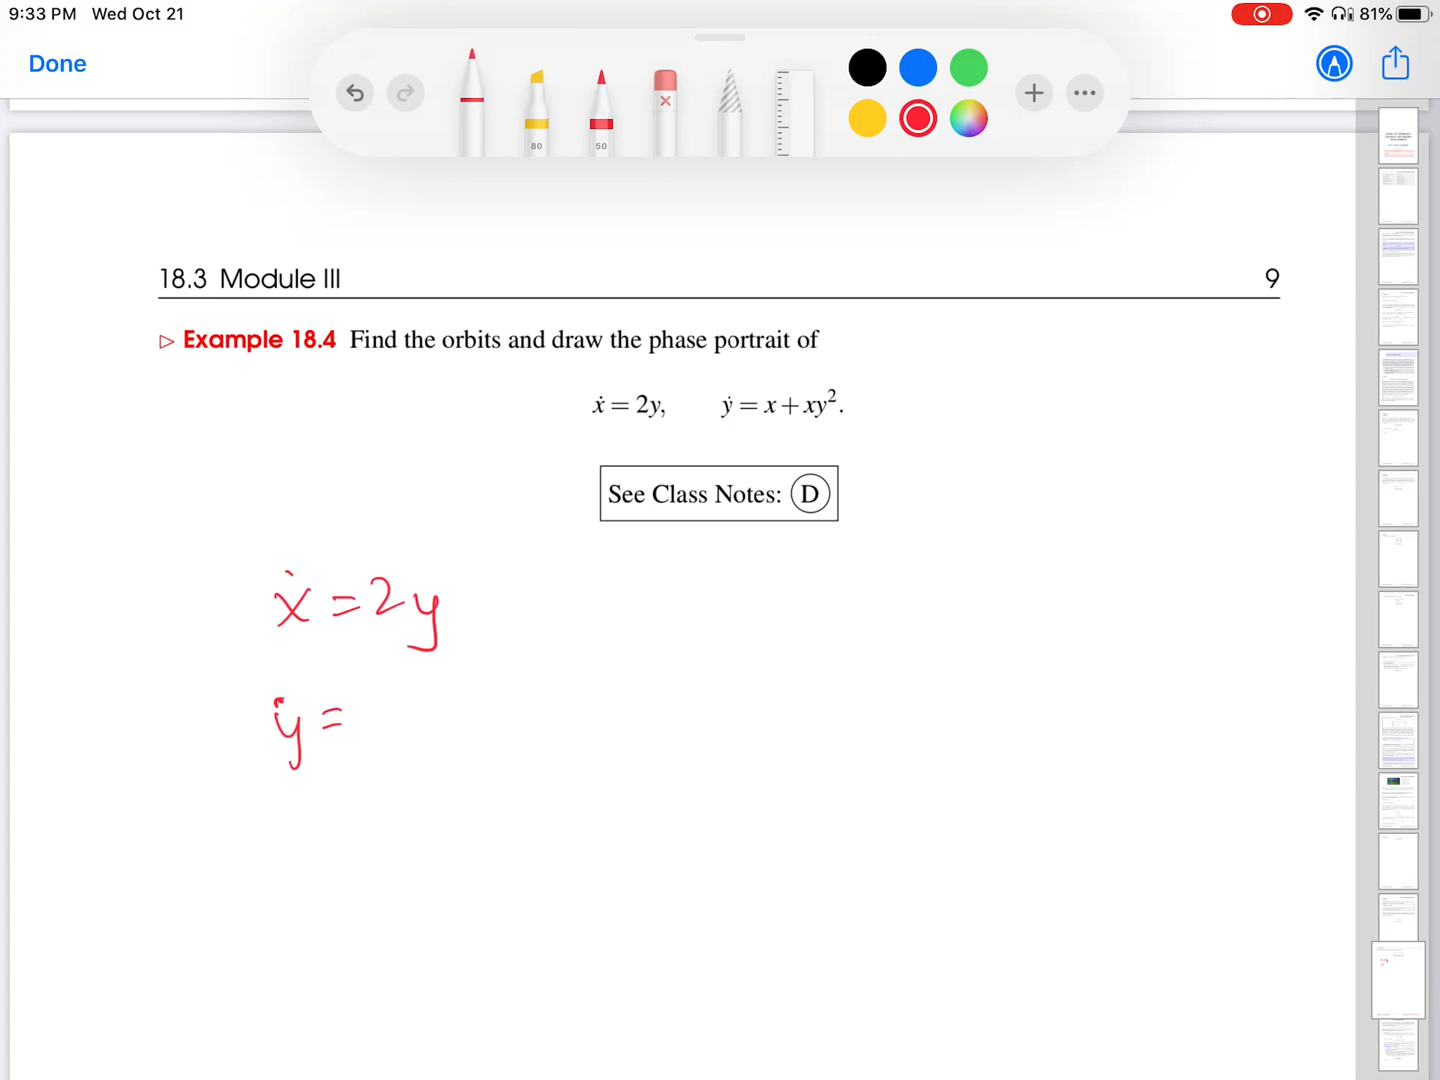 9:33 PM Wed Oct 21
81%
Done
80
50
18.3 Module III
9
▷ Example 18.4 Find the orbits and draw the phase portrait of
ẋ = 2y, ẏ = x + xy².
See Class Notes: Ⓓ
ẋ = 2y
ẏ =